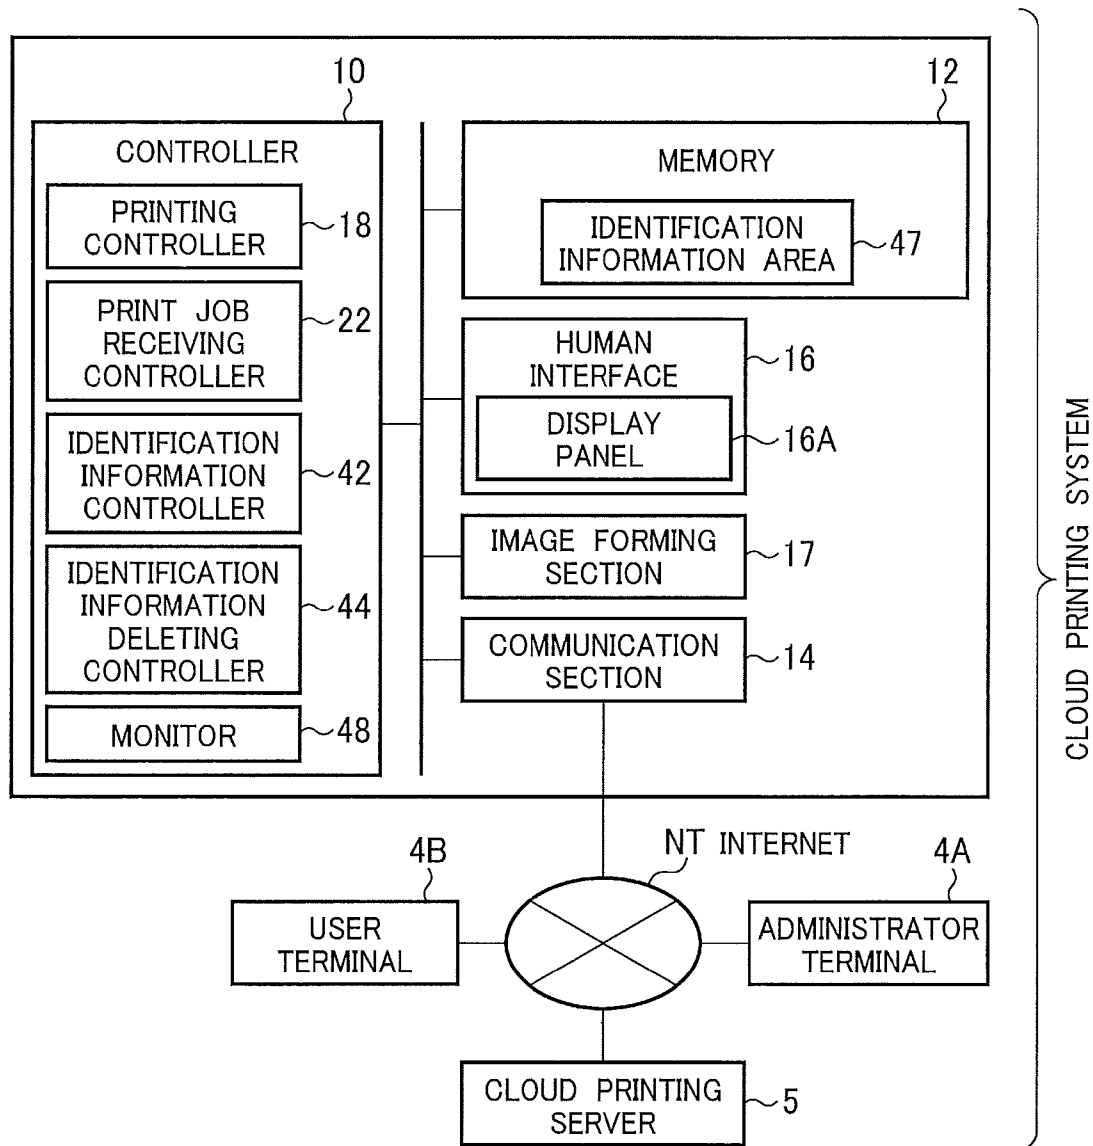 10
12
CONTROLLER
PRINTING
CONTROLLER
18
PRINT JOB
RECEIVING
CONTROLLER
22
IDENTIFICATION
INFORMATION
CONTROLLER
42
IDENTIFICATION
INFORMATION
DELETING
CONTROLLER
44
MONITOR
48
MEMORY
IDENTIFICATION
INFORMATION AREA
47
HUMAN
INTERFACE
16
DISPLAY
PANEL
16A
IMAGE FORMING
SECTION
17
COMMUNICATION
SECTION
14
CLOUD PRINTING SYSTEM
NT INTERNET
4B
4A
USER
TERMINAL
ADMINISTRATOR
TERMINAL
CLOUD PRINTING
SERVER
5